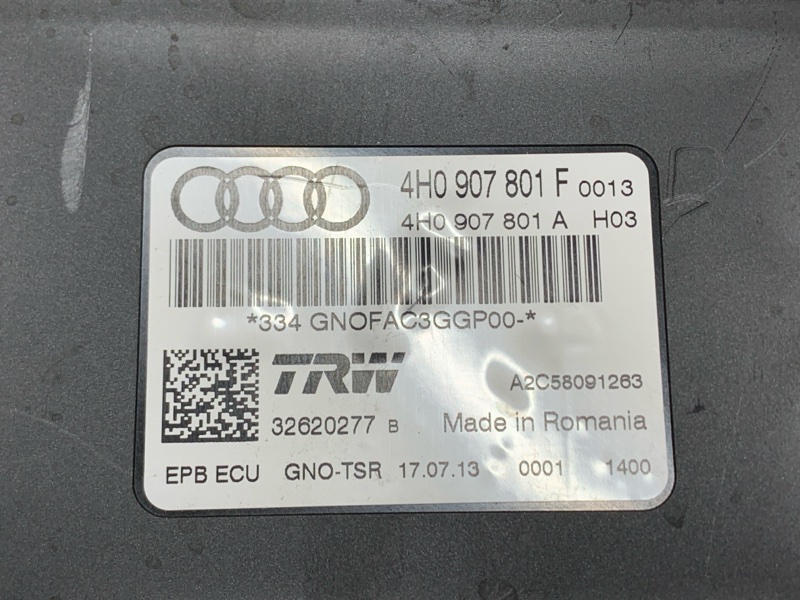 4H0 907 801 F 0013
4H0 907 801 A H03
*334 GNOFAC3GGP00-*
TRW
A2C58091263
32620277 B
Made in Romania
EPB ECU GNO-TSR 17.07.13 0001 1400